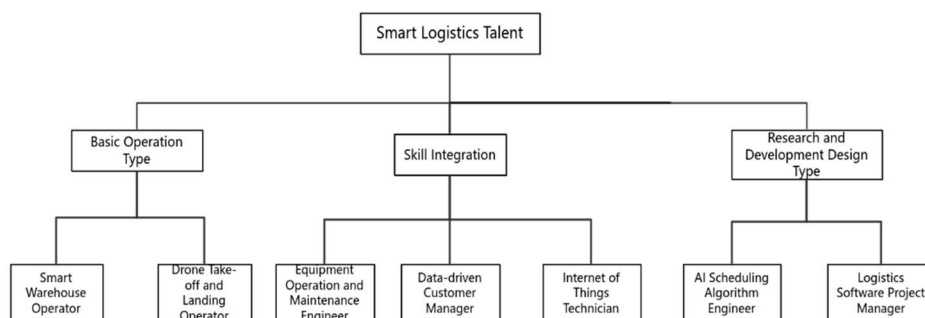 Smart Logistics Talent
Basic Operation
Type
Skill Integration
Research and
Development Design
Type
Smart
Warehouse
Operator
Drone Take-
off and
Landing
Operator
Equipment
Operation and
Maintenance
Engineer
Data-driven
Customer
Manager
Internet of
Things
Technician
AI Scheduling
Algorithm
Engineer
Logistics
Software Project
Manager